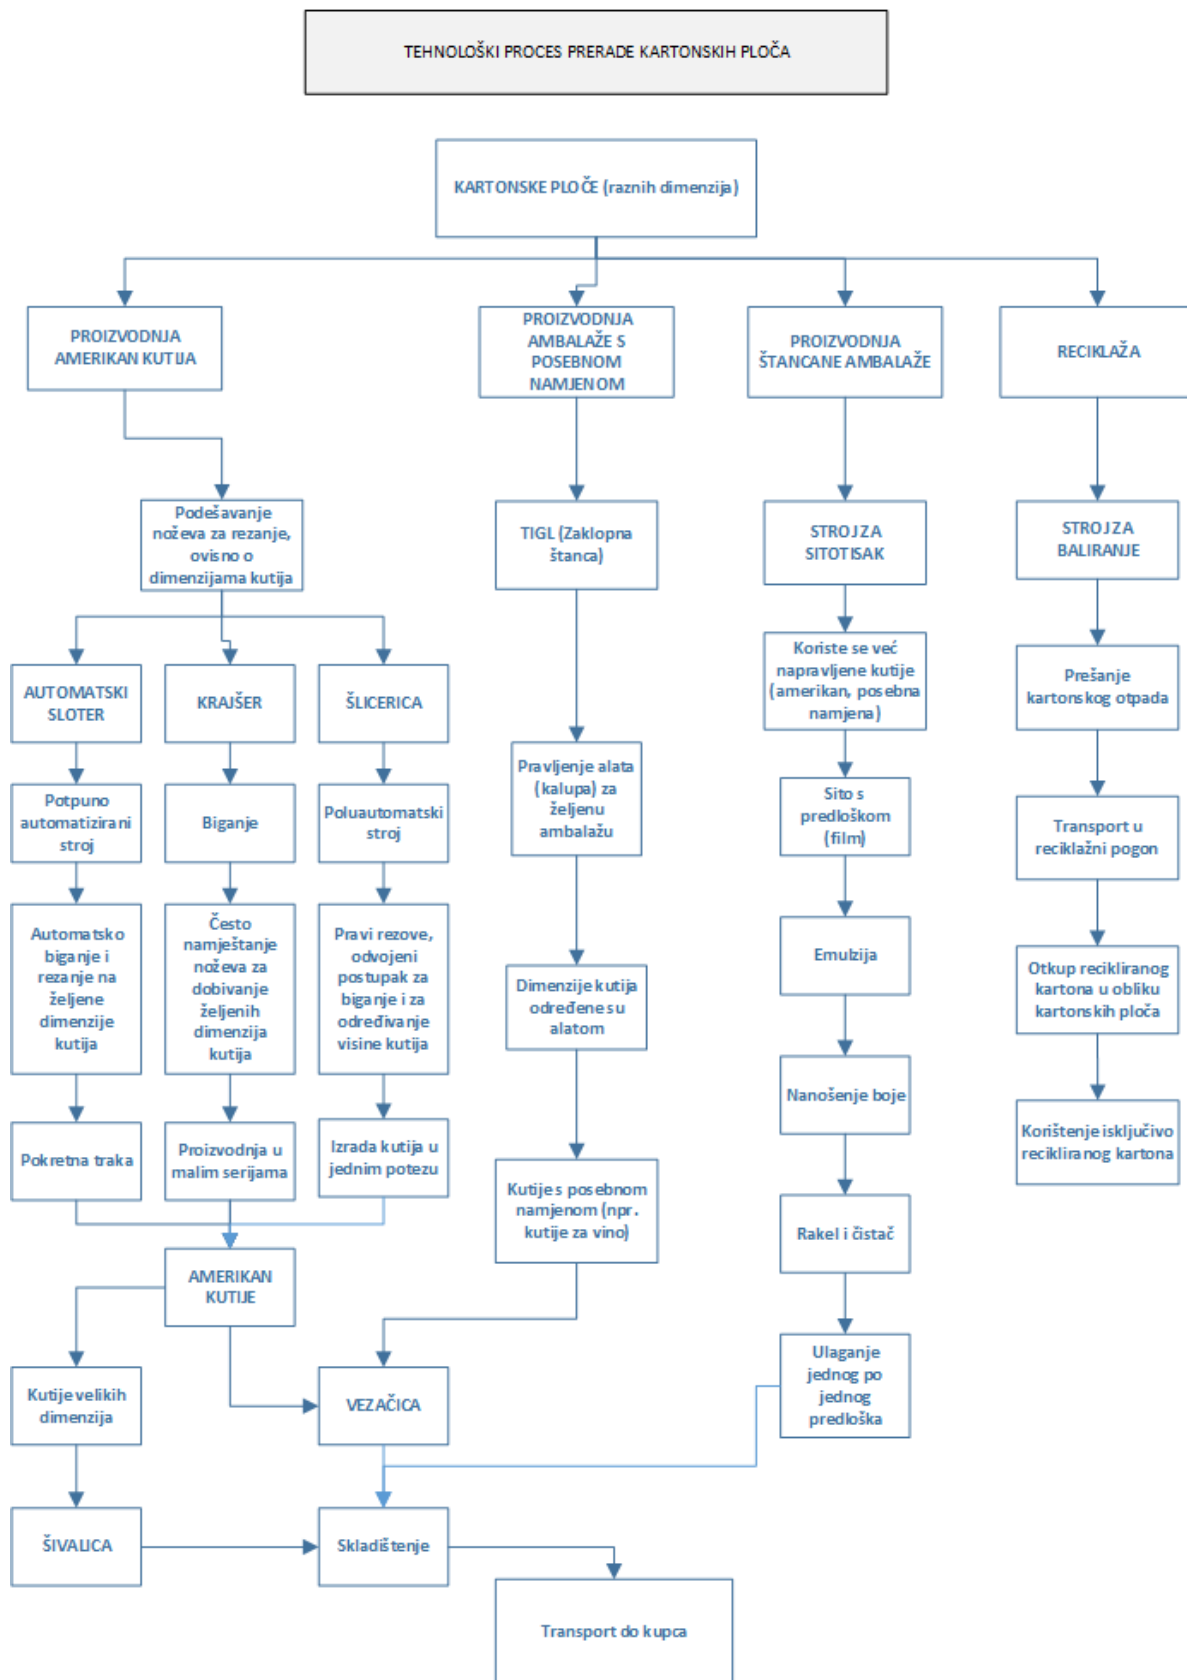 TEHNOLOŠKI PROCES PRERADE KARTONSKIH PLOČA
KARTONSKE PLOČE (raznih dimenzija)
PROIZVODNJA
AMERIKAN KUTIJA
PROIZVODNJA
AMBALAŽE S
POSEBNOM
NAMJENOM
PROIZVODNJA
ŠTANCANE AMBALAŽE
RECIKLAŽA
Podešavanje
noževa za rezanje,
ovisno o
dimenzijama kutija
TIGL (Zaklopna
štanca)
STROJ ZA
SITOTISAK
STROJ ZA
BALIRANJE
AUTOMATSKI
SLOTER
KRAJŠER
ŠLICERICA
Koriste se već
napravljene kutije
(amerikan, posebna
namjena)
Prešanje
kartonskog otpada
Potpuno
automatizirani
stroj
Biganje
Poluautomatski
stroj
Pravljenje alata
(kalupa) za
željenu
ambalažu
Sito s
predloškom
(film)
Transport u
reciklažni pogon
Automatsko
biganje i
rezanje na
željene
dimenzije
kutija
Često
namještanje
noževa za
dobivanje
željenih
dimenzija
kutija
Pravi rezove,
odvojeni
postupak za
biganje i za
određivanje
visine kutija
Dimenzije kutija
određene su
alatom
Emulzija
Otkup recikliranog
kartona u obliku
kartonskih ploča
Nanošenje boje
Pokretna traka
Proizvodnja u
malim serijama
Izrada kutija u
jednim potezu
Korištenje isključivo
recikliranog kartona
Kutije s posebnom
namjenom (npr.
kutije za vino)
Rakel i čistač
AMERIKAN
KUTIJE
Kutije velikih
dimenzija
VEZAČICA
Ulaganje
jednog po
jednog
predloška
ŠIVALICA
Skladištenje
Transport do kupca